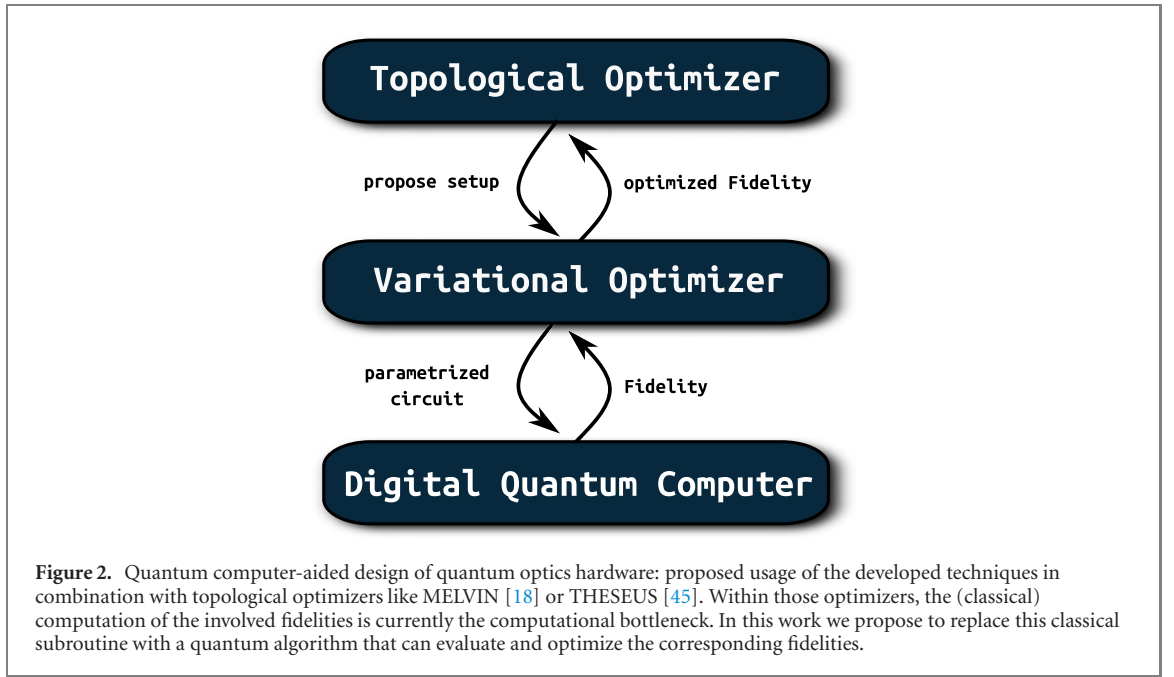 Topological Optimizer
propose setup
optimized Fidelity
Variational Optimizer
parametrized
circuit
Fidelity
Digital Quantum Computer
Figure 2. Quantum computer-aided design of quantum optics hardware: proposed usage of the developed techniques in
combination with topological optimizers like MELVIN [18] or THESEUS [45]. Within those optimizers, the (classical)
computation of the involved fidelities is currently the computational bottleneck. In this work we propose to replace this classical
subroutine with a quantum algorithm that can evaluate and optimize the corresponding fidelities.